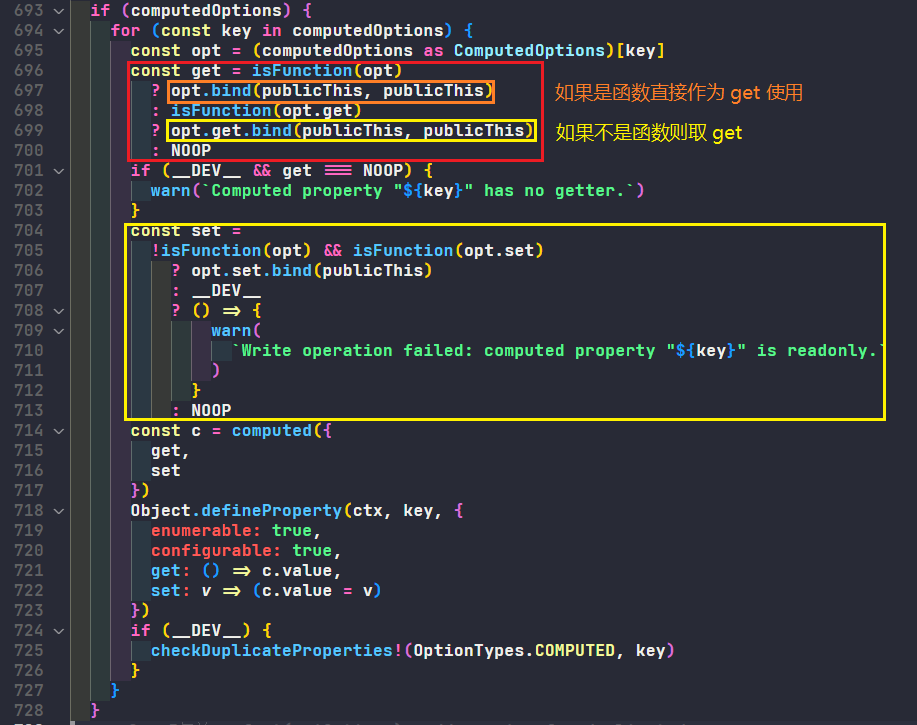 693 if (computedOptions) {
694 for (const key in computedOptions) {
695 const opt = (computedOptions as ComputedOptions)[key]
696 const get = isFunction(opt)
697 ? opt.bind(publicThis, publicThis) 如果是函数直接作为 get 使用
698 : isFunction(opt.get)
699 ? opt.get.bind(publicThis, publicThis) 如果不是函数则取 get
700 : NOOP
701 if (__DEV__ && get === NOOP) {
702 warn(`Computed property "${key}" has no getter.`)
703 }
704 const set =
705 !isFunction(opt) && isFunction(opt.set)
706 ? opt.set.bind(publicThis)
707 : __DEV__
708 ? () => {
709 warn(
710 `Write operation failed: computed property "${key}" is readonly.`
711 )
712 }
713 : NOOP
714 const c = computed({
715 get,
716 set
717 })
718 Object.defineProperty(ctx, key, {
719 enumerable: true,
720 configurable: true,
721 get: () => c.value,
722 set: v => (c.value = v)
723 })
724 if (__DEV__) {
725 checkDuplicateProperties!(OptionTypes.COMPUTED, key)
726 }
727 }
728 }